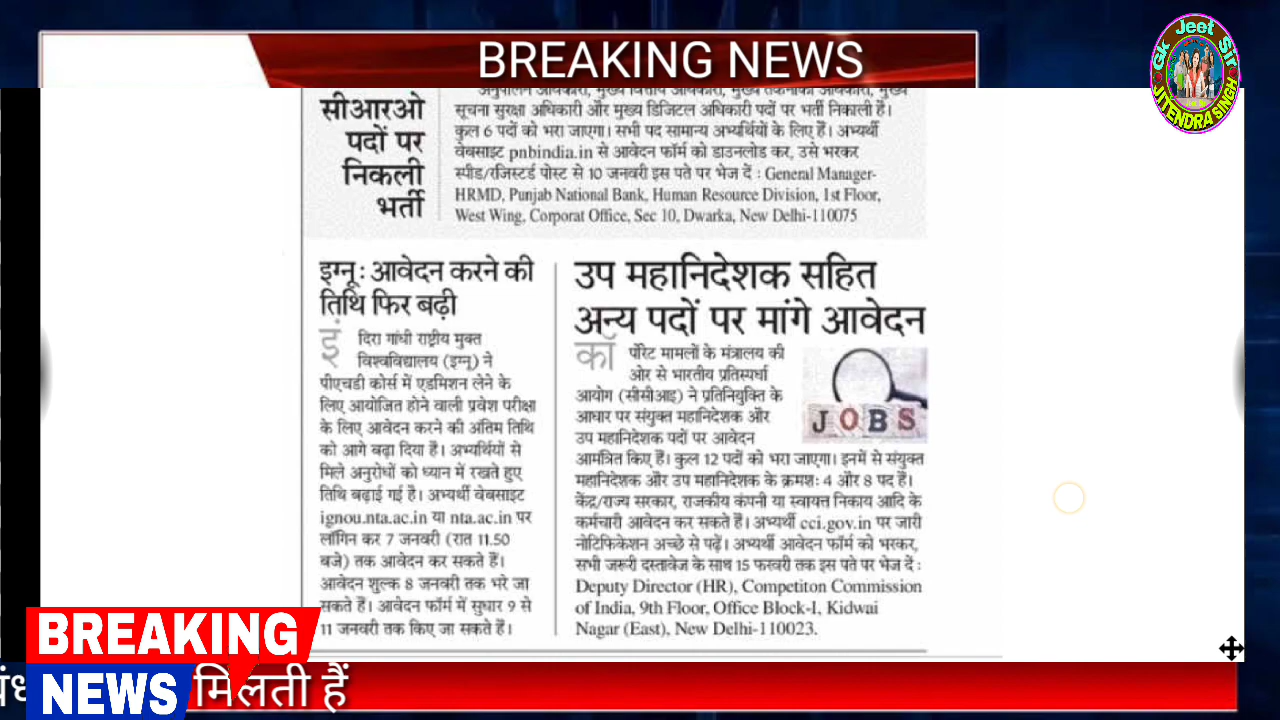 BREAKING NEWS
Gk Jeet Sir
JITENDRA SINGH
सीआरओ
पदों पर
निकली
भर्ती
अनुपालन अधिकारी, मुख्य वित्तीय अधिकारी, मुख्य तकनीकी अधिकारी, मुख्य
सूचना सुरक्षा अधिकारी और मुख्य डिजिटल अधिकारी पदों पर भर्ती निकाली है।
कुल 6 पदों को भरा जाएगा। सभी पद सामान्य अभ्यर्थियों के लिए हैं। अभ्यर्थी
वेबसाइट pnbindia.in से आवेदन फॉर्म को डाउनलोड कर, उसे भरकर
स्पीड/रजिस्टर्ड पोस्ट से 10 जनवरी इस पते पर भेज दें : General Manager-
HRMD, Punjab National Bank, Human Resource Division, 1st Floor,
West Wing, Corporat Office, Sec 10, Dwarka, New Delhi-110075
इग्नू : आवेदन करने की
तिथि फिर बढ़ी
इंदिरा गांधी राष्ट्रीय मुक्त
विश्वविद्यालय (इग्नू) ने
पीएचडी कोर्स में एडमिशन लेने के
लिए आयोजित होने वाली प्रवेश परीक्षा
के लिए आवेदन करने की अंतिम तिथि
को आगे बढ़ा दिया है। अभ्यर्थियों से
मिले अनुरोधों को ध्यान में रखते हुए
तिथि बढ़ाई गई है। अभ्यर्थी वेबसाइट
ignou.nta.ac.in या nta.ac.in पर
लॉगिन कर 7 जनवरी (रात 11.50
बजे) तक आवेदन कर सकते हैं।
आवेदन शुल्क 8 जनवरी तक भरे जा
सकते हैं। आवेदन फॉर्म में सुधार 9 से
11 जनवरी तक किए जा सकते हैं।
उप महानिदेशक सहित
अन्य पदों पर मांगे आवेदन
कॉर्पोरेट मामलों के मंत्रालय की
ओर से भारतीय प्रतिस्पर्धा
आयोग (सीसीआइ) ने प्रतिनियुक्ति के
आधार पर संयुक्त महानिदेशक और
उप महानिदेशक पदों पर आवेदन
आमंत्रित किए हैं। कुल 12 पदों को भरा जाएगा। इनमें से संयुक्त
महानिदेशक और उप महानिदेशक के क्रमशः 4 और 8 पद हैं।
केंद्र/राज्य सरकार, राजकीय कंपनी या स्वायत्त निकाय आदि के
कर्मचारी आवेदन कर सकते हैं। अभ्यर्थी cci.gov.in पर जारी
नोटिफिकेशन अच्छे से पढ़ें। अभ्यर्थी आवेदन फॉर्म को भरकर,
सभी जरूरी दस्तावेज के साथ 15 फरवरी तक इस पते पर भेज दें :
Deputy Director (HR), Competiton Commission
of India, 9th Floor, Office Block-I, Kidwai
Nagar (East), New Delhi-110023.
JOBS
BREAKING
NEWS
मिलती हैं